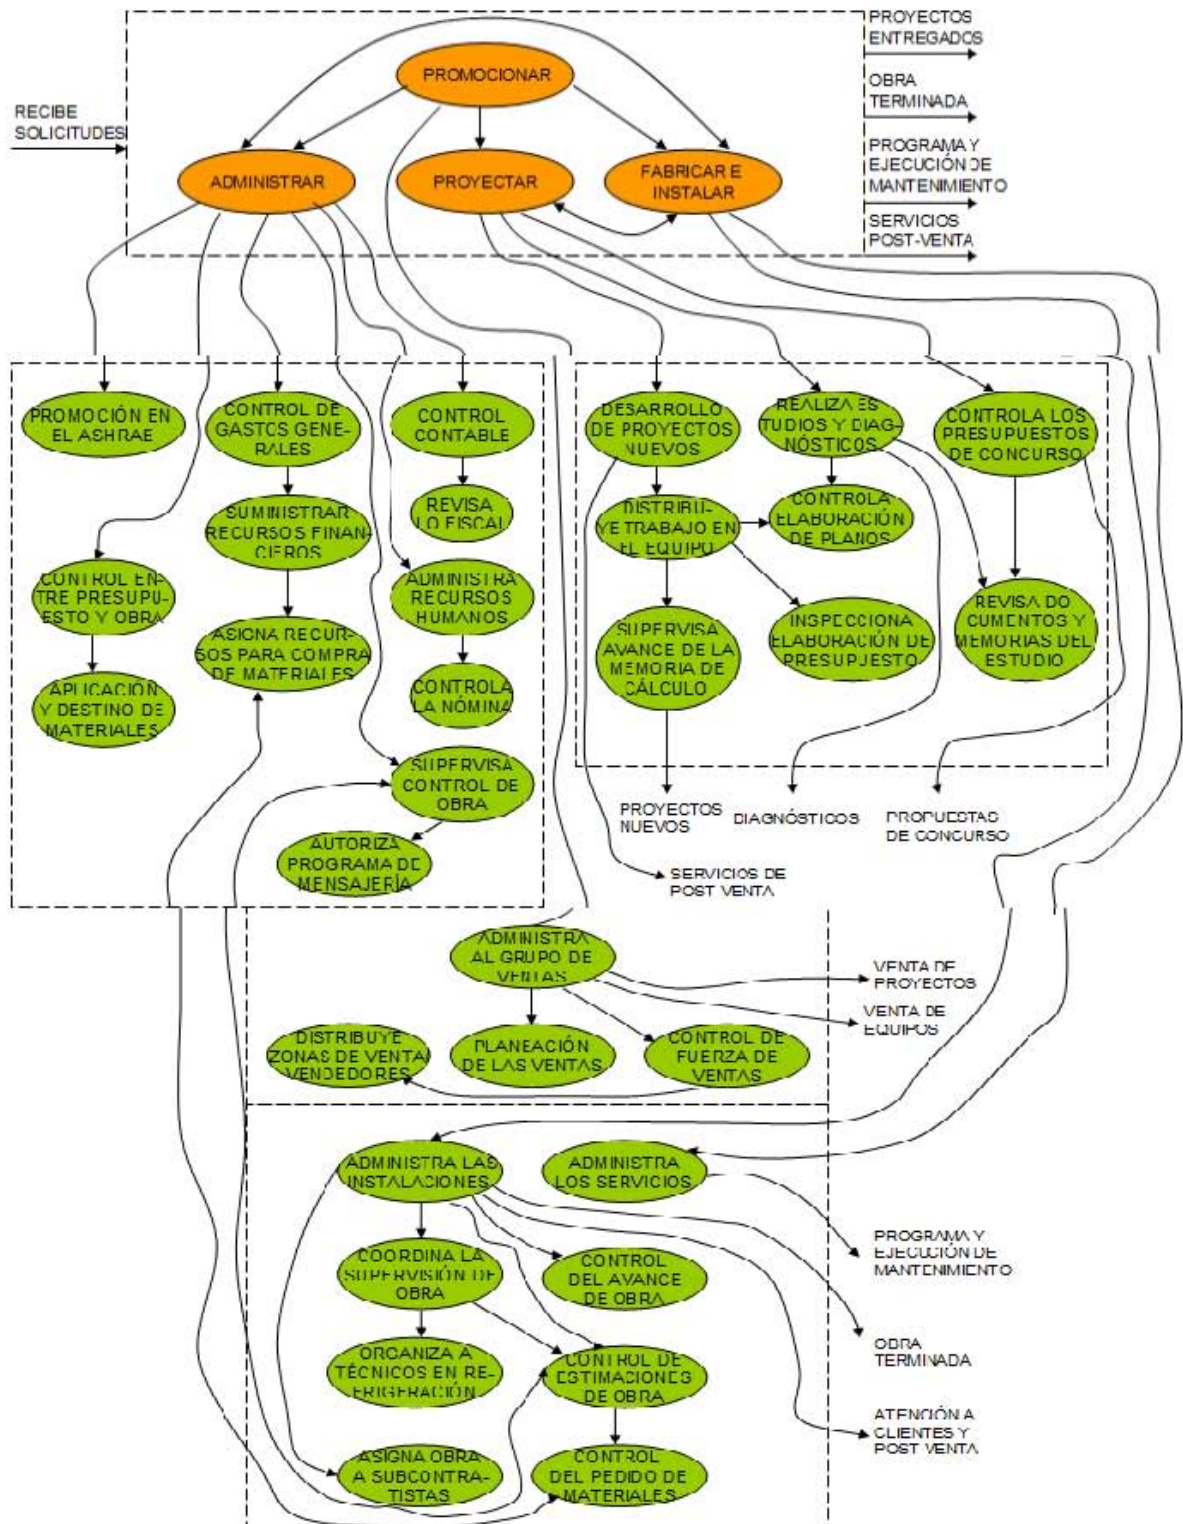 PROYECTOS
ENTREGADOS
PROMOCIONAR
OBRA
TERMINADA
RECIBE
SOLICITUDES
PROGRAMA Y
EJECUCIÓN DE
MANTENIMIENTO
ADMINISTRAR
PROYECTAR
FABRICAR E
INSTALAR
SERVICIOS
POST-VENTA
PROMOCIÓN EN
EL ASHRAE
CONTROL DE
GASTOS GENE-
RALES
CONTROL
CONTABLE
DESARROLLO
DE PROYECTOS
NUEVOS
REALIZA ES
TUDIOS Y DIAG-
NÓSTICOS
CONTROLA LOS
PRESUPUESTOS
DE CONCURSO
SUMINISTRAR
RECURSOS FINAN-
CIEROS
REVISA
LO FISCAL
DISTRIBU-
YE TRABAJO EN
EL EQUIPO
CONTROLA
ELABORACIÓN
DE PLANOS
CONTROL EN-
TRE PRESUPU-
ESTO Y OBRA
ADMINISTRA
RECURSOS
HUMANOS
ASIGNA RECUR-
SOS PARA COMPRA
DE MATERIALES
SUPERVISA
AVANCE DE LA
MEMORIA DE
CÁLCULO
INSPECCIONA
ELABORACIÓN DE
PRESUPUESTO
REVISA DO
CUMENTOS Y
MEMORIAS DEL
ESTUDIO
APLICACIÓN
Y DESTINO DE
MATERIALES
CONTROLA
LA NÓMINA
SUPERVISA
CONTROL DE
OBRA
AUTORIZA
PROGRAMA DE
MENSAJERÍA
PROYECTOS
NUEVOS
DIAGNÓSTICOS
PROPUESTAS
DE CONCURSO
SERVICIOS DE
POST VENTA
ADMINISTRA
AL GRUPO DE
VENTAS
VENTA DE
PROYECTOS
VENTA DE
EQUIPOS
DISTRIBUYE
ZONAS DE VENTA/
VENDEDORES
PLANEACIÓN
DE LAS VENTAS
CONTROL DE
FUERZA DE
VENTAS
ADMINISTRA LAS
INSTALACIONES
ADMINISTRA
LOS SERVICIOS
PROGRAMA Y
EJECUCIÓN DE
MANTENIMIENTO
COORDINA LA
SUPERVISIÓN DE
OBRA
CONTROL
DEL AVANCE
DE OBRA
OBRA
TERMINADA
ORGANIZA A
TÉCNICOS EN RE-
FRIGERACIÓN
CONTROL DE
ESTIMACIONES
DE OBRA
ATENCIÓN A
CLIENTES Y
POST VENTA
ASIGNA OBRA
A SUBCONTRA-
TISTAS
CONTROL
DEL PEDIDO DE
MATERIALES